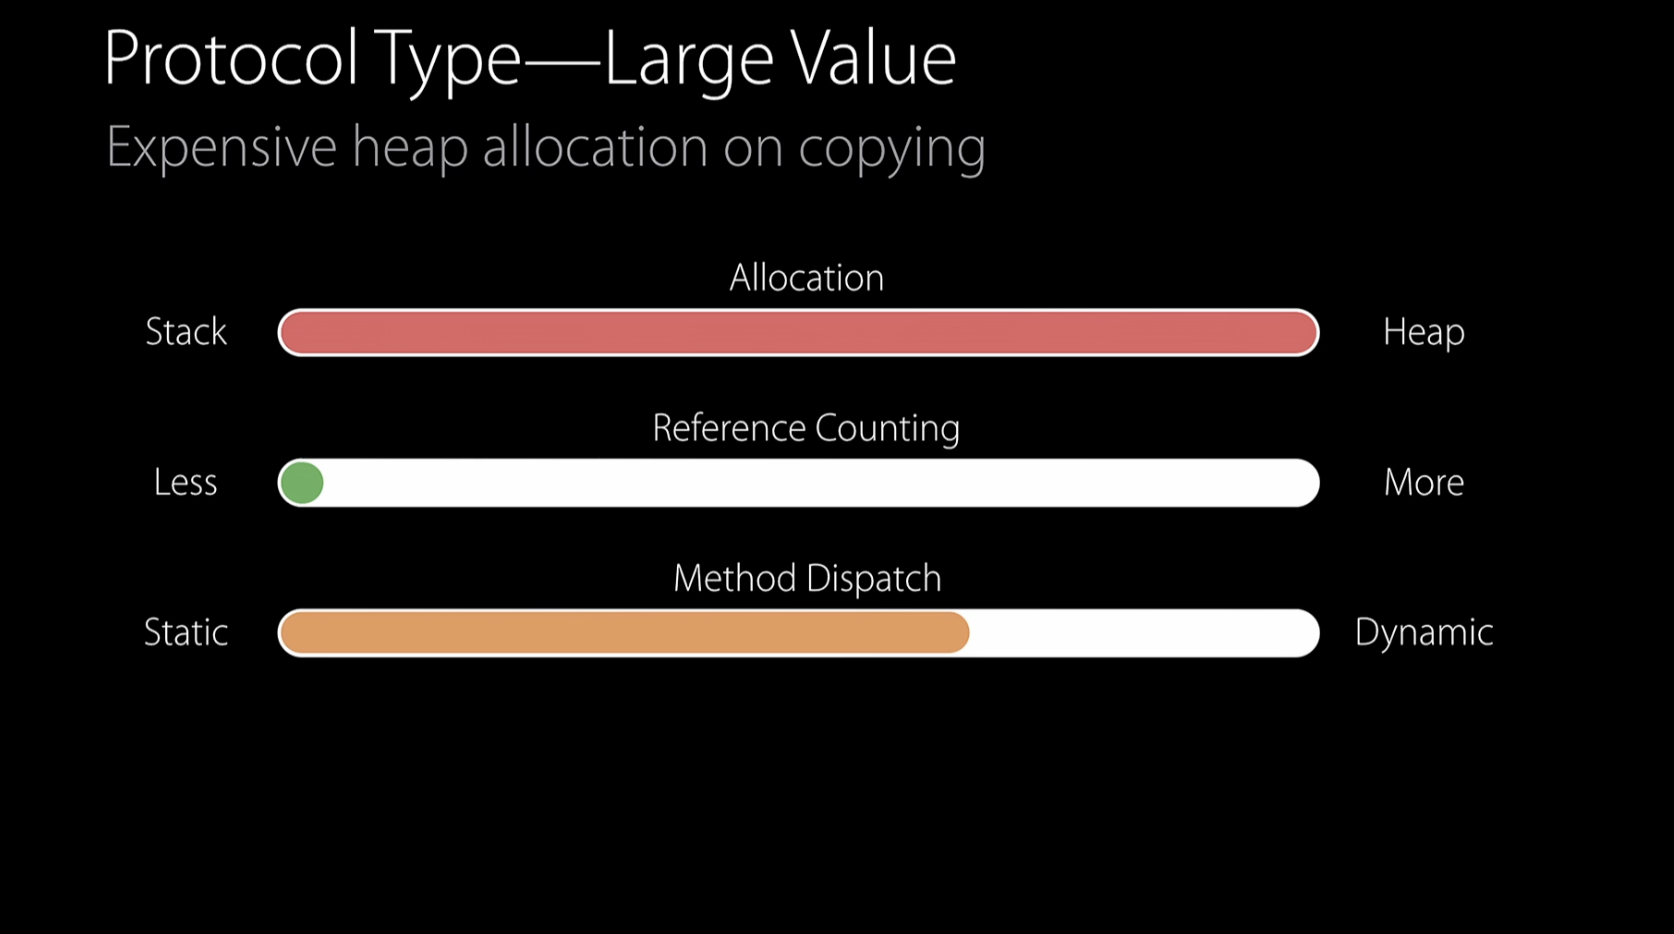 Protocol Type—Large Value
Expensive heap allocation on copying
Allocation
Stack
Heap
Reference Counting
Less
More
Method Dispatch
Static
Dynamic